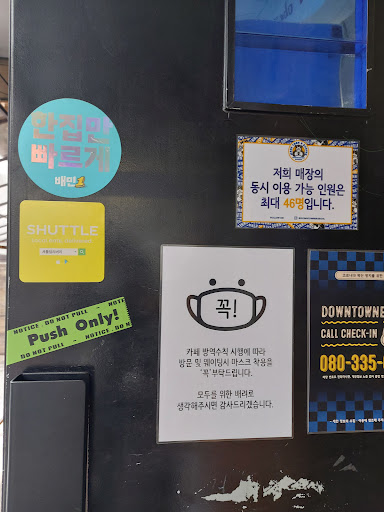 한집만
빠르게
배민1
SHUTTLE
NOTICE DO NOT PULL - NOTE
Push Only!
DO NOT PULL - NOTICE DO N
저희 매장의
동시 이용 가능 인원은
최대 46명입니다.
꼭!
카페 방역수칙 시행에 따라
방문 및 웨이팅시 마스크 착용을
'꼭'부탁드립니다.
모두를 위한 배려로
생각해주시면 감사드리겠습니다.
DOWNTOWNE
CALL CHECK-IN
080-335-